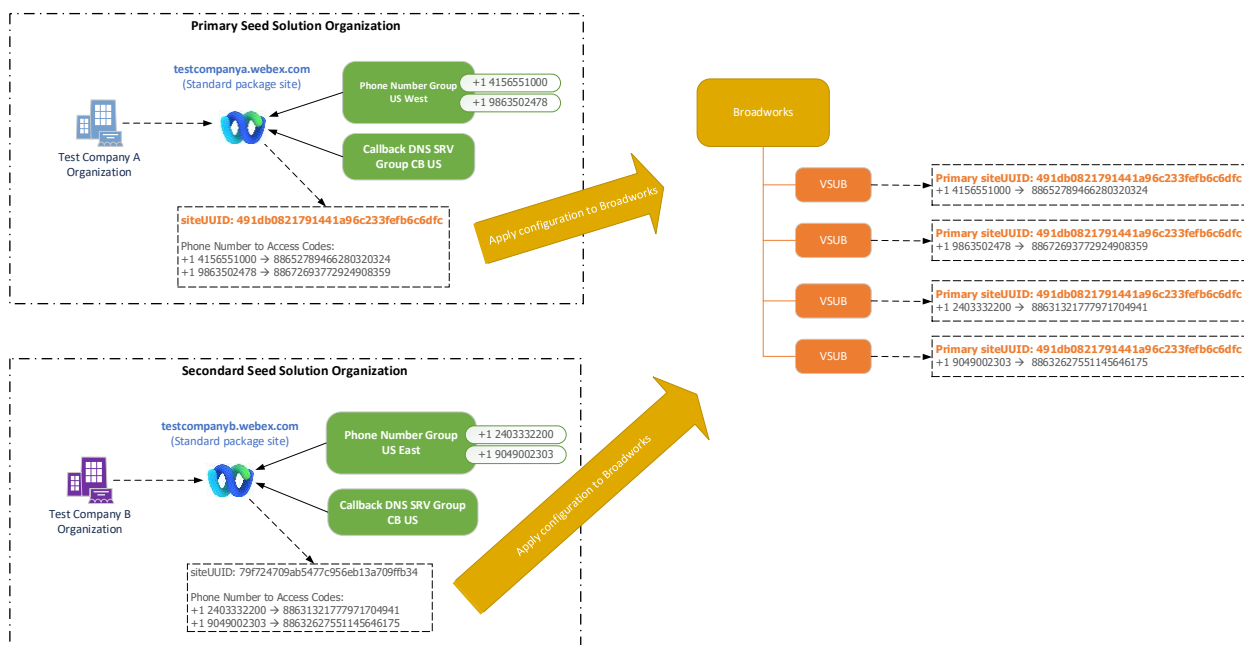 Primary Seed Solution Organization
testcompanya.webex.com
(Standard package site)
Phone Number Group
US West
+1 4156551000
+1 9863502478
Test Company A
Organization
Callback DNS SRV
Group CB US
siteUUID: 491db0821791441a96c233fefb6c6dfc
Phone Number to Access Codes:
+1 4156551000 → 88652789466280320324
+1 9863502478 → 88672693772924908359
Apply configuration to Broadworks
Secondard Seed Solution Organization
testcompanyb.webex.com
(Standard package site)
Phone Number Group
US East
+1 2403332200
+1 9049002303
Test Company B
Organization
Callback DNS SRV Group
CB US
siteUUID: 79f724709ab5477c956eb13a709ffb34
Phone Number to Access Codes:
+1 2403332200 → 88631321777971704941
+1 9049002303 → 88632627551145646175
Apply configuration to Broadworks
Broadworks
VSUB
Primary siteUUID: 491db0821791441a96c233fefb6c6dfc
+1 4156551000 → 88652789466280320324
VSUB
Primary siteUUID: 491db0821791441a96c233fefb6c6dfc
+1 9863502478 → 88672693772924908359
VSUB
Primary siteUUID: 491db0821791441a96c233fefb6c6dfc
+1 2403332200 → 88631321777971704941
VSUB
Primary siteUUID: 491db0821791441a96c233fefb6c6dfc
+1 9049002303 → 88632627551145646175